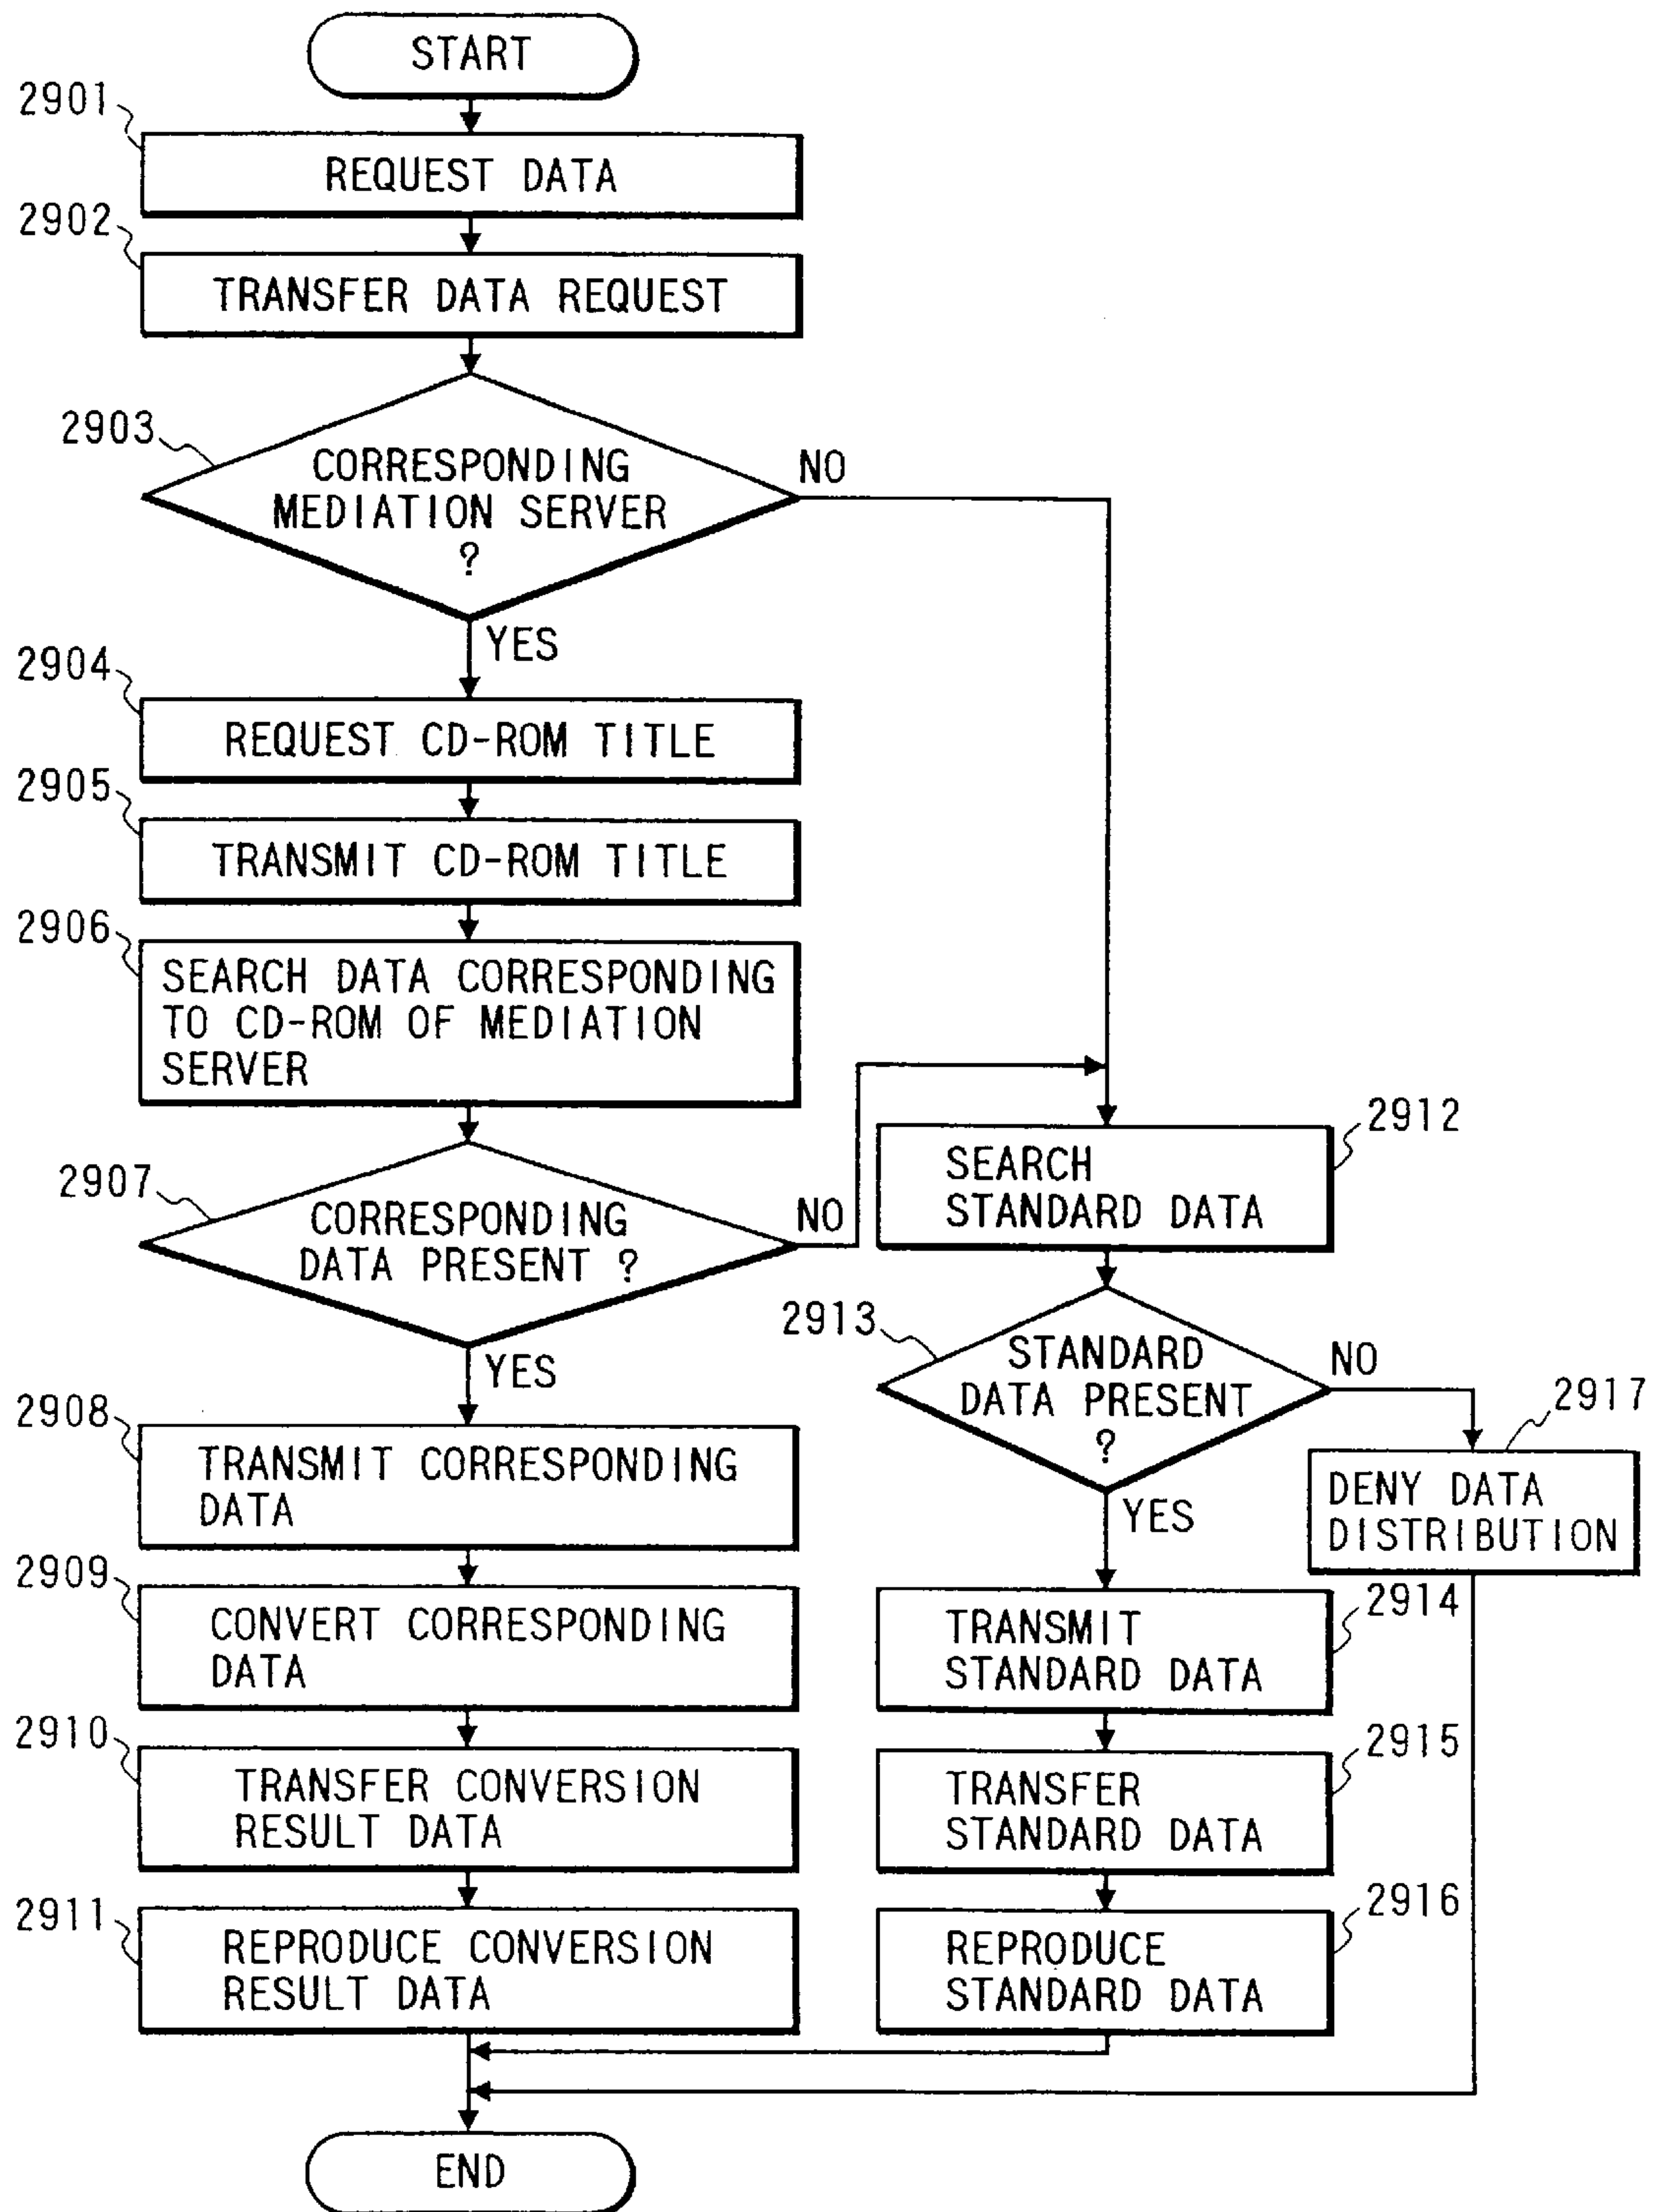 START
2901
REQUEST DATA
2902
TRANSFER DATA REQUEST
2903
CORRESPONDING
MEDIATION SERVER
?
NO
YES
2904
REQUEST CD-ROM TITLE
2905
TRANSMIT CD-ROM TITLE
2906
SEARCH DATA CORRESPONDING
TO CD-ROM OF MEDIATION
SERVER
2907
CORRESPONDING
DATA PRESENT ?
NO
YES
2908
TRANSMIT CORRESPONDING
DATA
2909
CONVERT CORRESPONDING
DATA
2910
TRANSFER CONVERSION
RESULT DATA
2911
REPRODUCE CONVERSION
RESULT DATA
2912
SEARCH
STANDARD DATA
2913
STANDARD
DATA PRESENT
?
NO
YES
2917
DENY DATA
DISTRIBUTION
2914
TRANSMIT
STANDARD DATA
2915
TRANSFER
STANDARD DATA
2916
REPRODUCE
STANDARD DATA
END